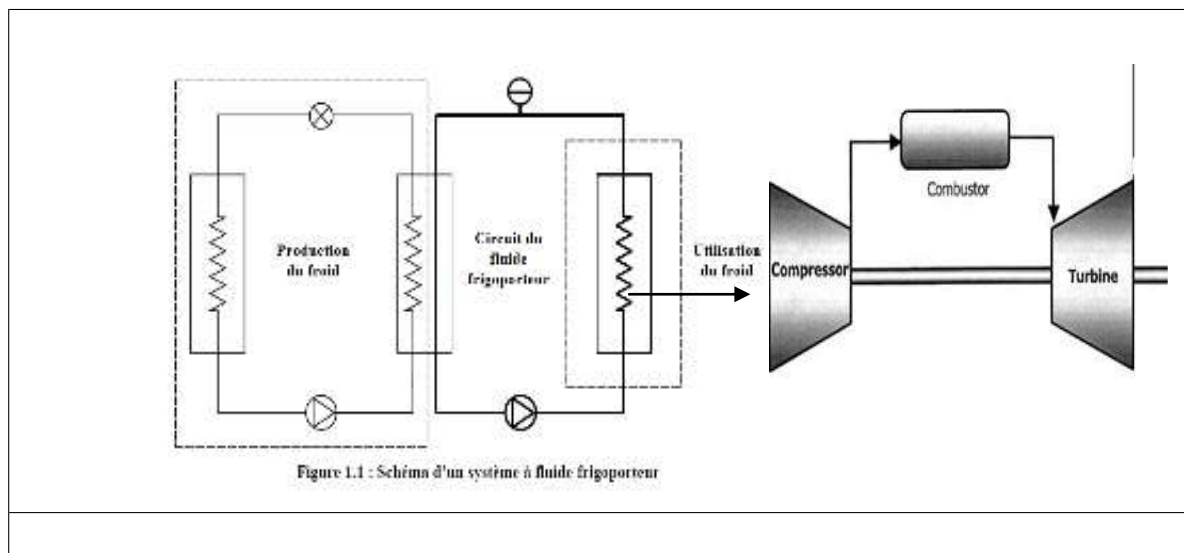 Production
du froid
Circuit du
fluide
frigoporteur
Utilisation
du froid
Combustor
Compressor
Turbine
Figure 1.1 : Schéma d'un système à fluide frigoporteur